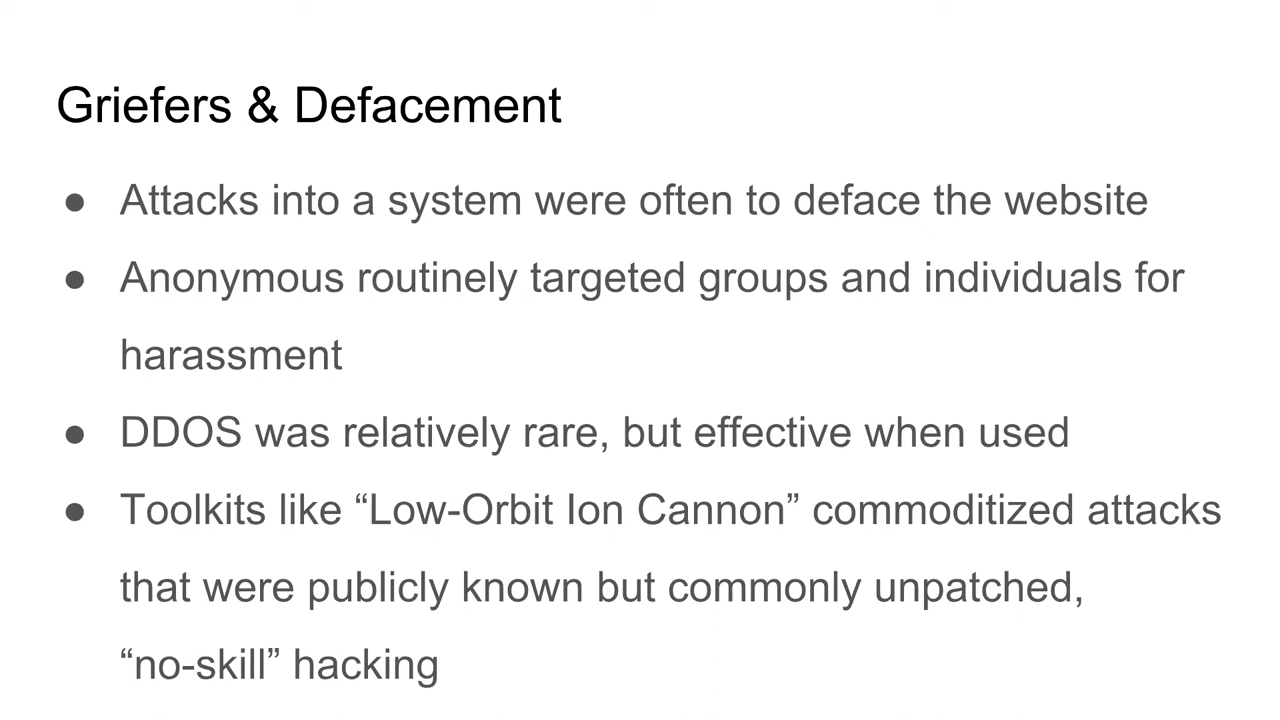 Griefers & Defacement
● Attacks into a system were often to deface the website
● Anonymous routinely targeted groups and individuals for
harassment
● DDOS was relatively rare, but effective when used
● Toolkits like “Low-Orbit Ion Cannon” commoditized attacks
that were publicly known but commonly unpatched,
“no-skill” hacking